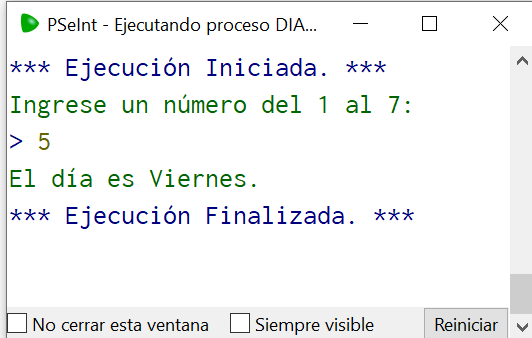 PSeInt - Ejecutando proceso DIA...
*** Ejecución Iniciada. ***
Ingrese un número del 1 al 7:
> 5
El día es Viernes.
*** Ejecución Finalizada. ***
No cerrar esta ventana Siempre visible Reiniciar